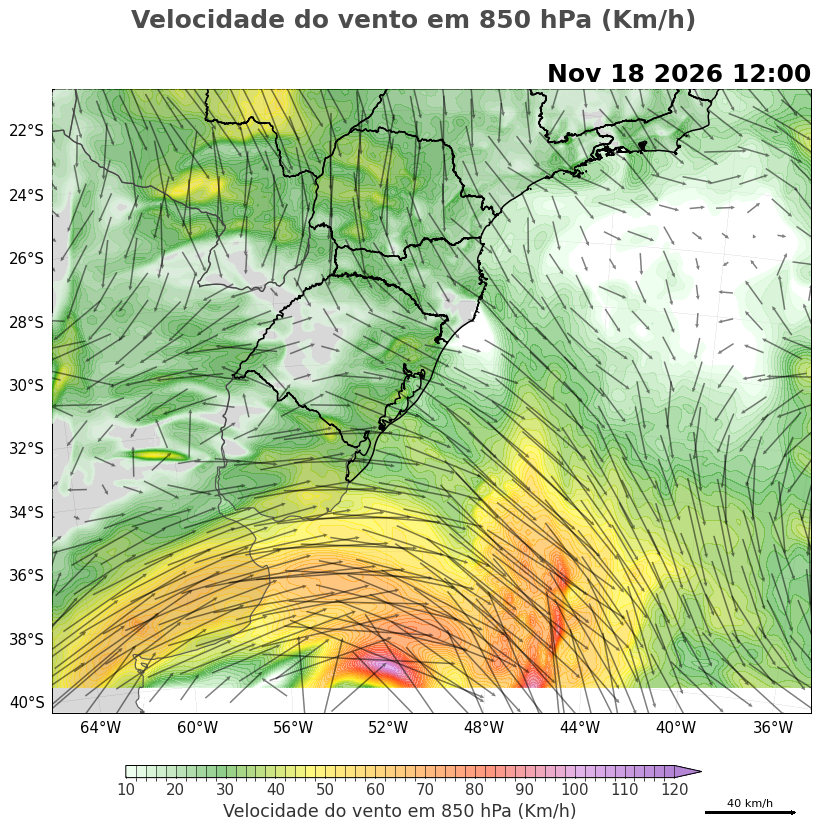 Velocidade do vento em 850 hPa (Km/h)
Nov 18 2026 12:00
22°S
24°S
26°S
28°S
30°S
32°S
34°S
36°S
38°S
40°S
64°W 60°W 56°W 52°W 48°W 44°W 40°W 36°W
10 20 30 40 50 60 70 80 90 100 110 120
Velocidade do vento em 850 hPa (Km/h)
40 km/h